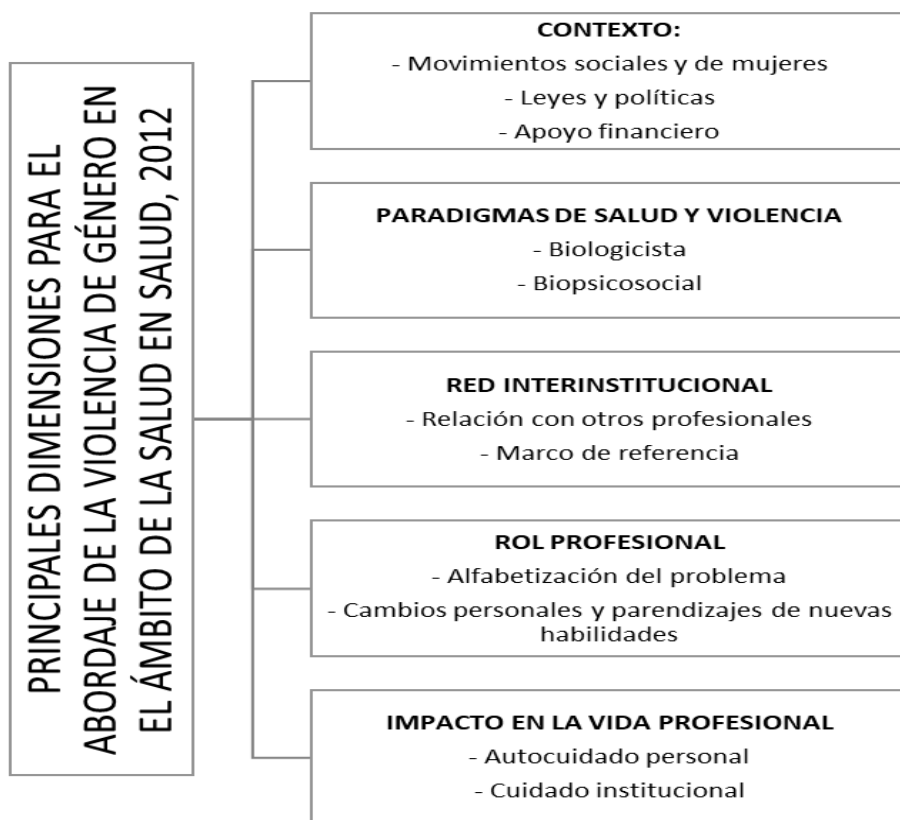 PRINCIPALES DIMENSIONES PARA EL
ABORDAJE DE LA VIOLENCIA DE GÉNERO EN
EL ÁMBITO DE LA SALUD EN SALUD, 2012
CONTEXTO:
- Movimientos sociales y de mujeres
- Leyes y políticas
- Apoyo financiero
PARADIGMAS DE SALUD Y VIOLENCIA
- Biologicista
- Biopsicosocial
RED INTERINSTITUCIONAL
- Relación con otros profesionales
- Marco de referencia
ROL PROFESIONAL
- Alfabetización del problema
- Cambios personales y parendizajes de nuevas
habilidades
IMPACTO EN LA VIDA PROFESIONAL
- Autocuidado personal
- Cuidado institucional